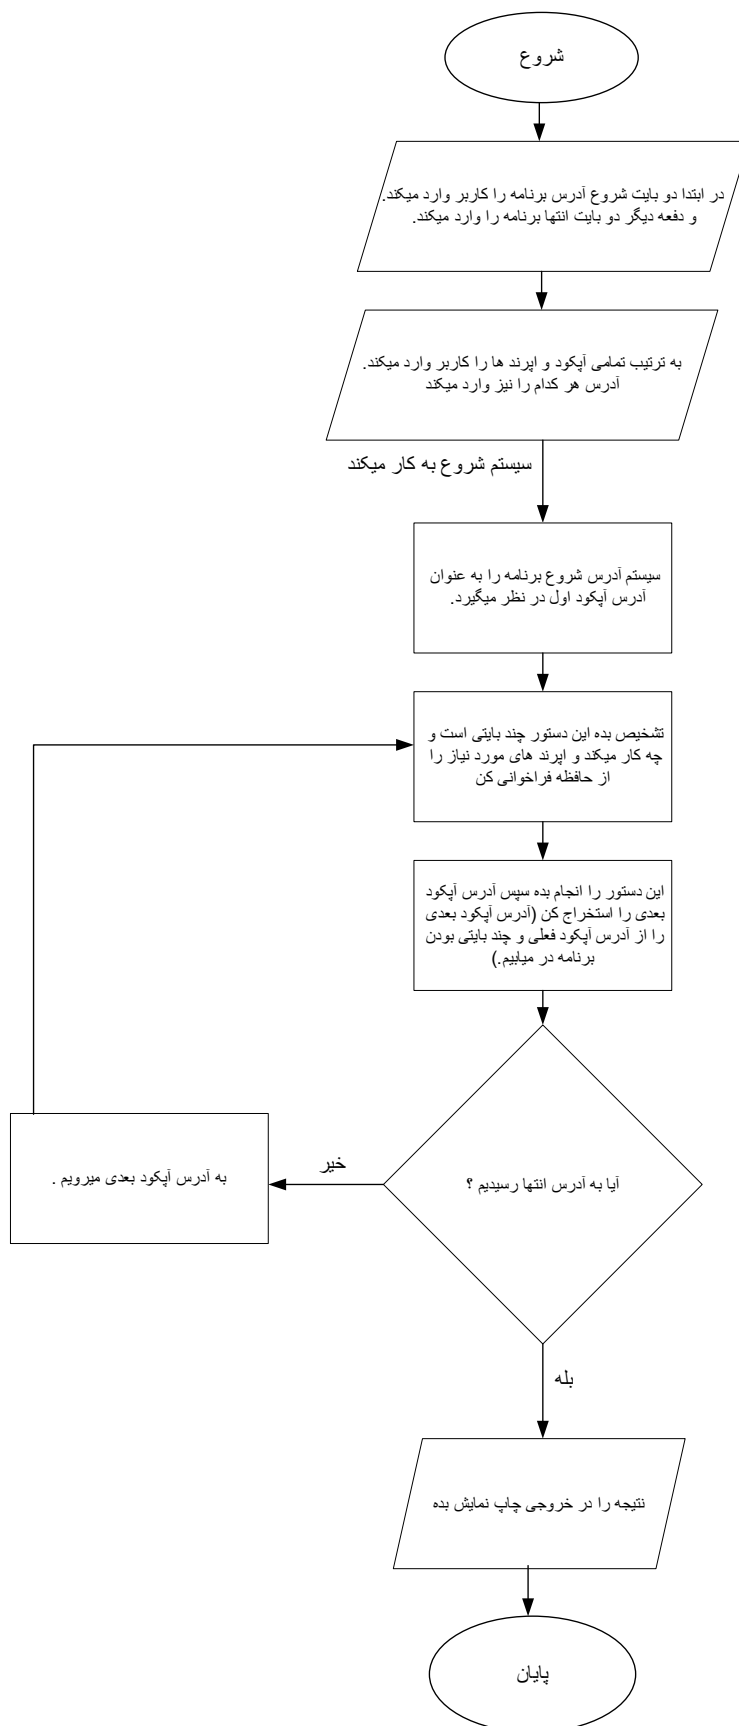 شروع
در ابتدا دو بایت شروع آدرس برنامه را کاربر وارد میکند.
و دفعه دیگر دو بایت انتها برنامه را وارد میکند.
به ترتیب تمامی آپکود و اپرند ها را کاربر وارد میکند.
آدرس هر کدام را نیز وارد میکند
سیستم شروع به کار میکند
سیستم آدرس شروع برنامه را به عنوان
آدرس آپکود اول در نظر میگیرد.
تشخیص بده این دستور چند بایتی است و
چه کار میکند و اپرند های مورد نیاز را
از حافظه فراخوانی کن
این دستور را انجام بده سپس آدرس آپکود
بعدی را استخراج کن (آدرس آپکود بعدی
را از آدرس آپکود فعلی و چند بایتی بودن
برنامه در میابیم.)
آیا به آدرس انتها رسیدیم ؟
خیر
به آدرس آپکود بعدی میرویم .
بله
نتیجه را در خروجی چاپ نمایش بده
پایان